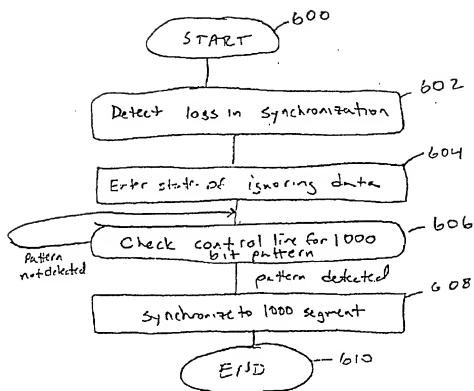 600
START
602
Detect loss in synchronization
604
Enter state of ignoring data
606
Check control line for 1000
bit pattern
Pattern
not detected
pattern detected
608
synchronize to 1000 segment
END
610